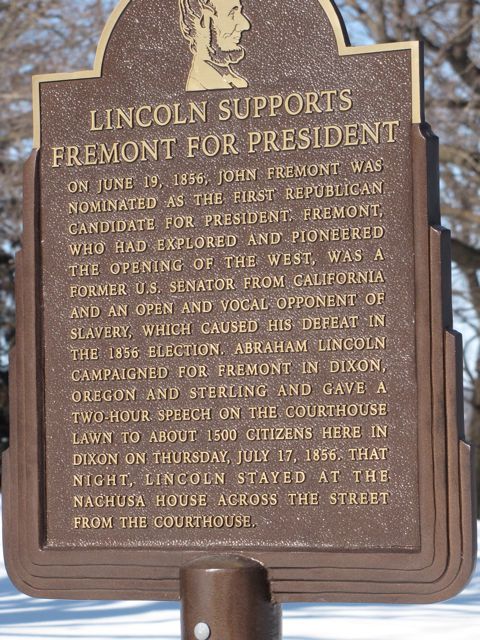 LINCOLN SUPPORTS
FREMONT FOR PRESIDENT
ON JUNE 19, 1856, JOHN FREMONT WAS
NOMINATED AS THE FIRST REPUBLICAN
CANDIDATE FOR PRESIDENT. FREMONT,
WHO HAD EXPLORED AND PIONEERED
THE OPENING OF THE WEST, WAS A
FORMER U.S. SENATOR FROM CALIFORNIA
AND AN OPEN AND VOCAL OPPONENT OF
SLAVERY, WHICH CAUSED HIS DEFEAT IN
THE 1856 ELECTION. ABRAHAM LINCOLN
CAMPAIGNED FOR FREMONT IN DIXON,
OREGON AND STERLING AND GAVE A
TWO-HOUR SPEECH ON THE COURTHOUSE
LAWN TO ABOUT 1500 CITIZENS HERE IN
DIXON ON THURSDAY, JULY 17, 1856. THAT
NIGHT, LINCOLN STAYED AT THE
NACHUSA HOUSE ACROSS THE STREET
FROM THE COURTHOUSE.